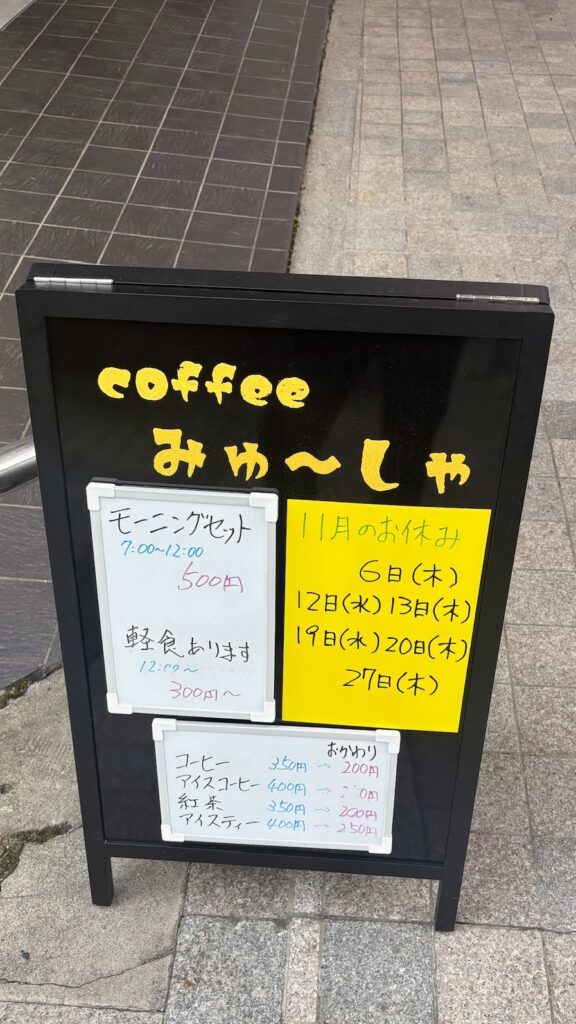 coffee
みゅ〜しゃ
モーニングセット
7:00~12:00
500円
軽食あります
12:00~
300円~
11月のお休み
6日(木)
12日(水) 13日(木)
19日(水) 20日(木)
27日(木)
おかわり
コーヒー 350円 → 200円
アイスコーヒー 400円 →
紅茶 350円 → 200円
アイスティー 400円 → 250円